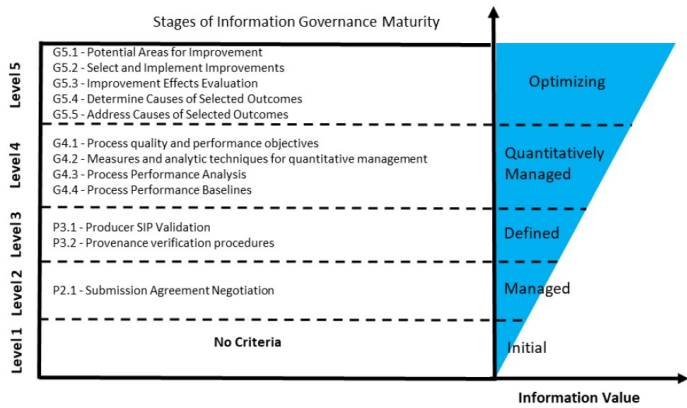 Stages of Information Governance Maturity
Level 5
G5.1 - Potential Areas for Improvement
G5.2 - Select and Implement Improvements
G5.3 - Improvement Effects Evaluation
G5.4 - Determine Causes of Selected Outcomes
G5.5 - Address Causes of Selected Outcomes
Optimizing
Level 4
G4.1 - Process quality and performance objectives
G4.2 - Measures and analytic techniques for quantitative management
G4.3 - Process Performance Analysis
G4.4 - Process Performance Baselines
Quantitatively
Managed
Level 3
P3.1 - Producer SIP Validation
P3.2 - Provenance verification procedures
Defined
Level 2
P2.1 - Submission Agreement Negotiation
Managed
Level 1
No Criteria
Initial
Information Value